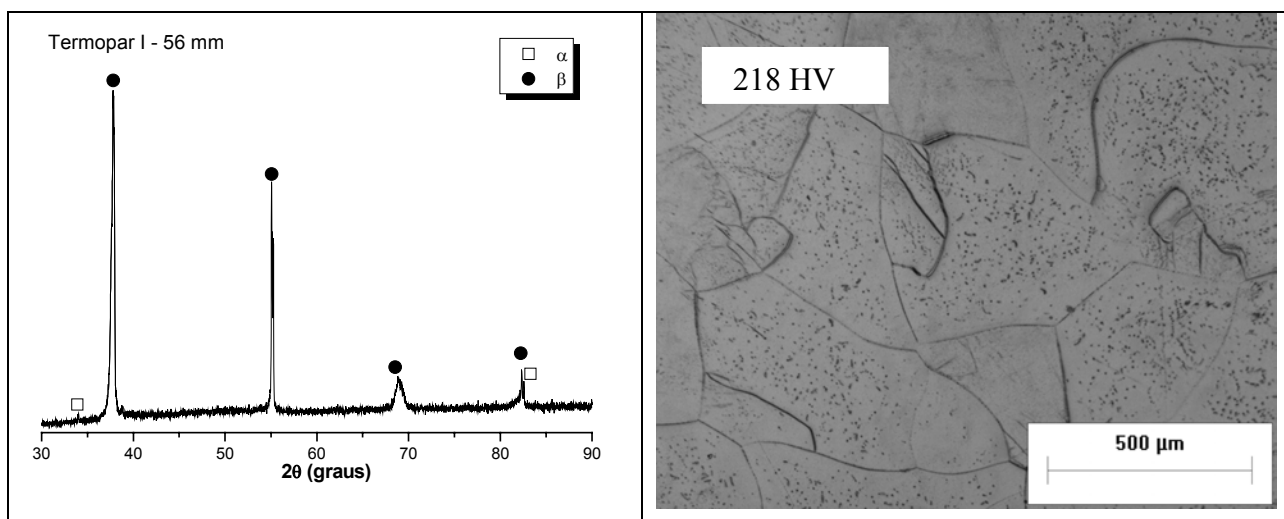 Termopar I - 56 mm
α
β
30 40 50 60 70 80 90
2θ (graus)
218 HV
500 µm